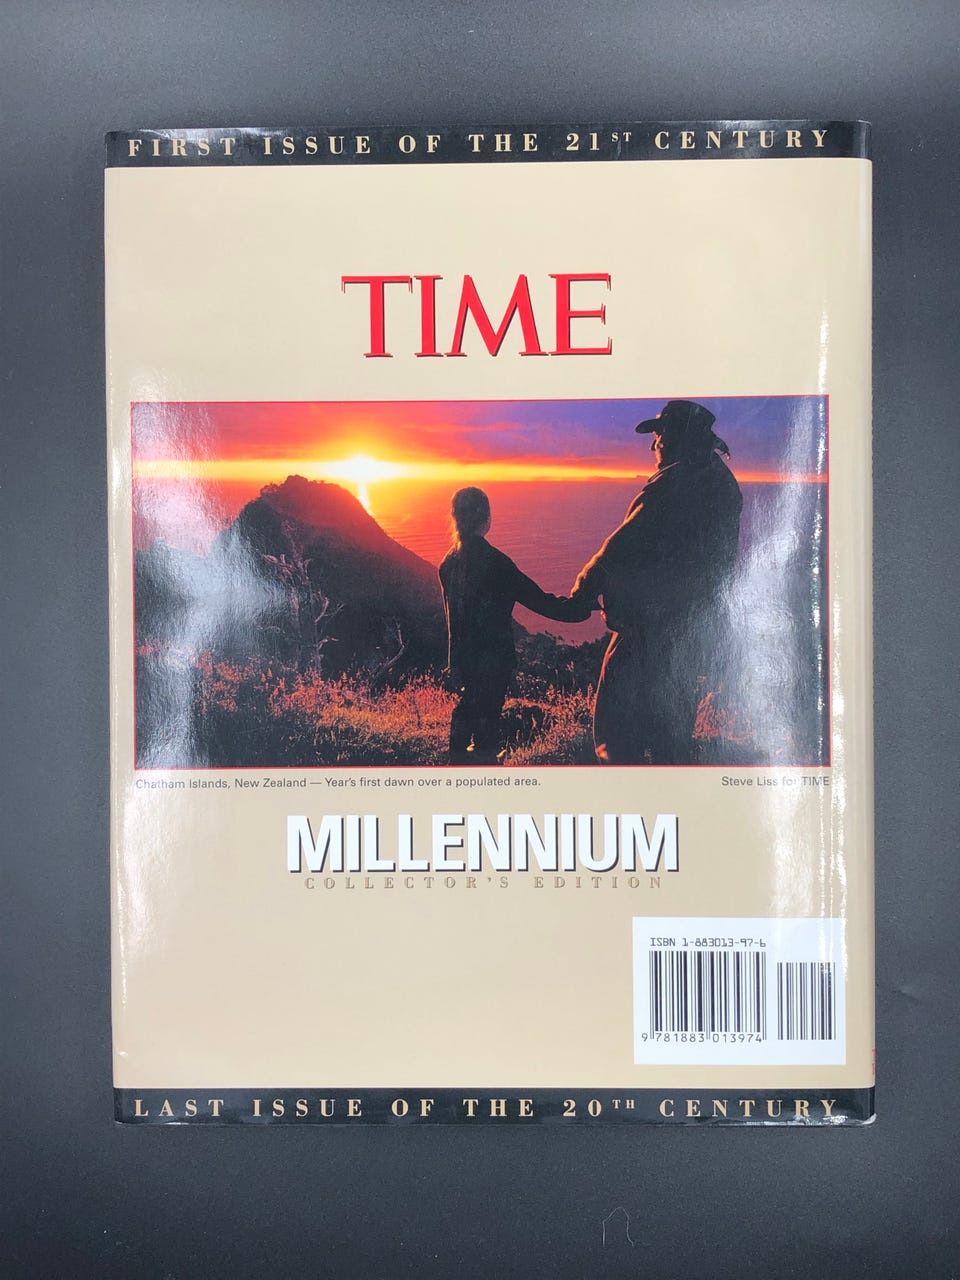 FIRST ISSUE OF THE 21ST CENTURY
TIME
Chatham Islands, New Zealand — Year's first dawn over a populated area.
Steve Liss for TIME
MILLENNIUM
COLLECTOR'S EDITION
ISBN 1-883013-97-6
9 781883 013974
LAST ISSUE OF THE 20TH CENTURY